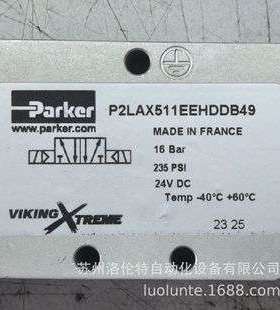 Parker
www.parker.com
P2LAX511EEHDDB49
MADE IN FRANCE
16 Bar
235 PSI
24V DC
Temp -40°C +60°C
VIKING XTREME
23 25
苏州洛伦特自动化设备有限公司
luolunte.1688.com